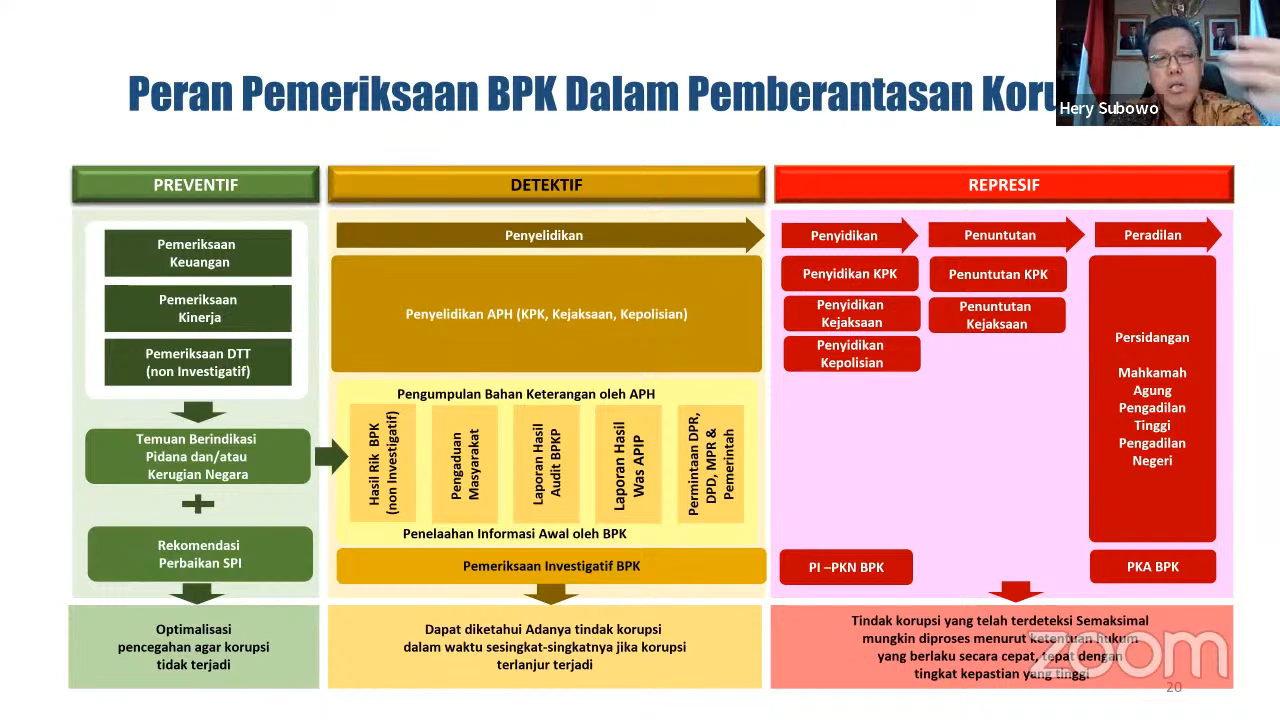 Peran Pemeriksaan BPK Dalam Pemberantasan Koru
Hery Subowo
PREVENTIF
Pemeriksaan
Keuangan
Pemeriksaan
Kinerja
Pemeriksaan DTT
(non Investigatif)
Temuan Berindikasi
Pidana dan/atau
Kerugian Negara
Rekomendasi
Perbaikan SPI
Optimalisasi
pencegahan agar korupsi
tidak terjadi
DETEKTIF
Penyelidikan
Penyelidikan APH (KPK, Kejaksaan, Kepolisian)
Pengumpulan Bahan Keterangan oleh APH
Hasil Rik BPK
(non Investigatif)
Pengaduan
Masyarakat
Laporan Hasil
Audit BPKP
Laporan Hasil
Was APIP
Permintaan DPR,
DPD, MPR &
Pemerintah
Penelaahan Informasi Awal oleh BPK
Pemeriksaan Investigatif BPK
Dapat diketahui Adanya tindak korupsi
dalam waktu sesingkat-singkatnya jika korupsi
terlanjur terjadi
REPRESIF
Penyidikan
Penyidikan KPK
Penyidikan
Kejaksaan
Penyidikan
Kepolisian
Penuntutan
Penuntutan KPK
Penuntutan
Kejaksaan
Peradilan
Persidangan
Mahkamah
Agung
Pengadilan
Tinggi
Pengadilan
Negeri
PI –PKN BPK
PKA BPK
Tindak korupsi yang telah terdeteksi Semaksimal
mungkin diproses menurut ketentuan hukum
yang berlaku secara cepat, tepat dengan
tingkat kepastian yang tinggi
zoom
20